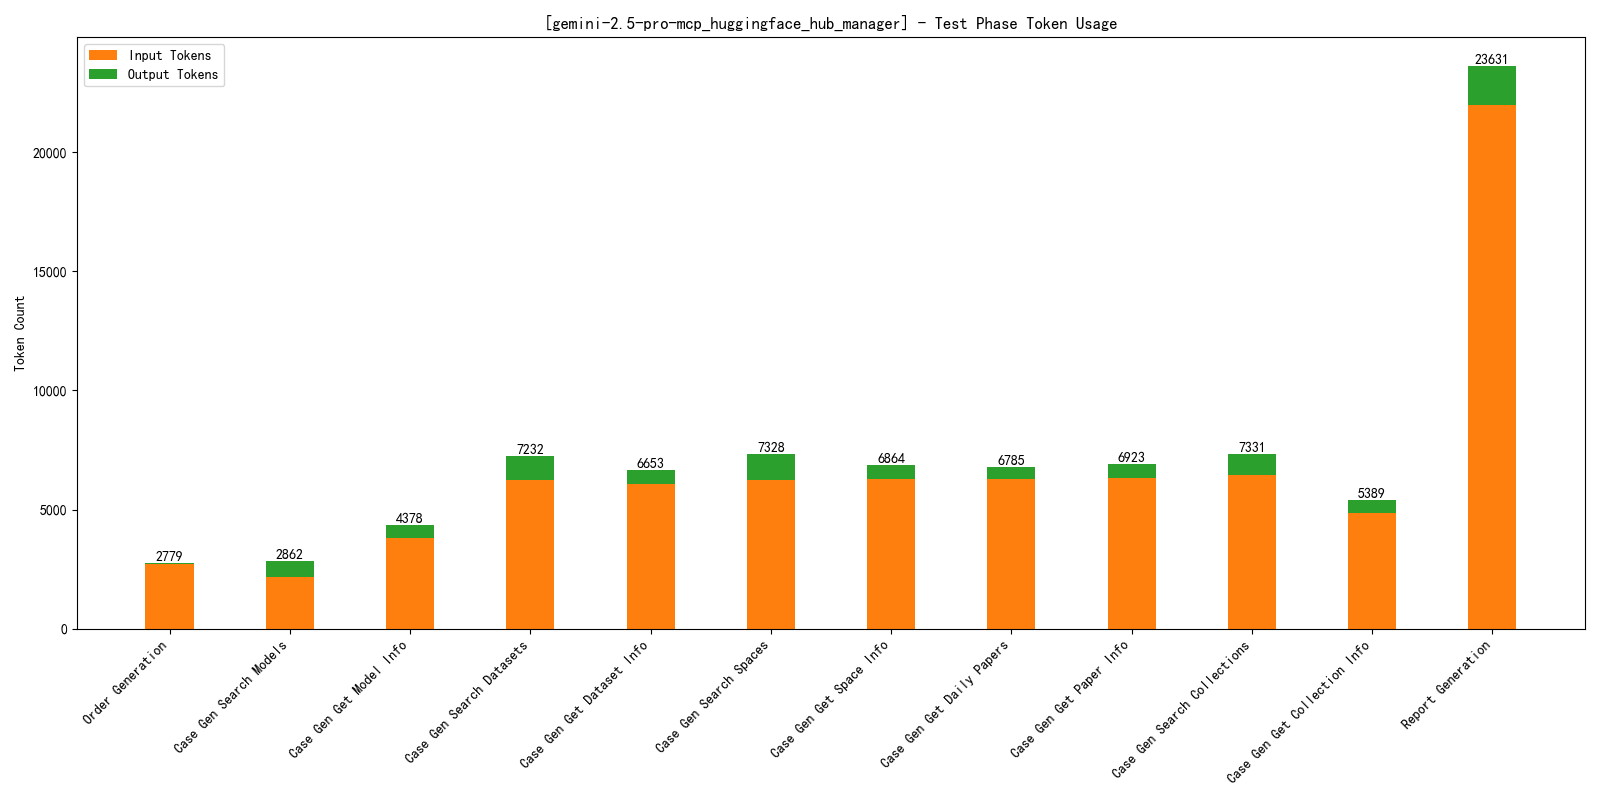 [gemini-2.5-pro-mcp_huggingface_hub_manager] - Test Phase Token Usage
Input Tokens
Output Tokens
Token Count
20000
15000
10000
5000
0
2779
2862
4378
7232
6653
7328
6864
6785
6923
7331
5389
23631
Order Generation
Case Gen Search Models
Case Gen Get Model Info
Case Gen Search Datasets
Case Gen Get Dataset Info
Case Gen Search Spaces
Case Gen Get Space Info
Case Gen Get Daily Papers
Case Gen Get Paper Info
Case Gen Search Collections
Case Gen Get Collection Info
Report Generation